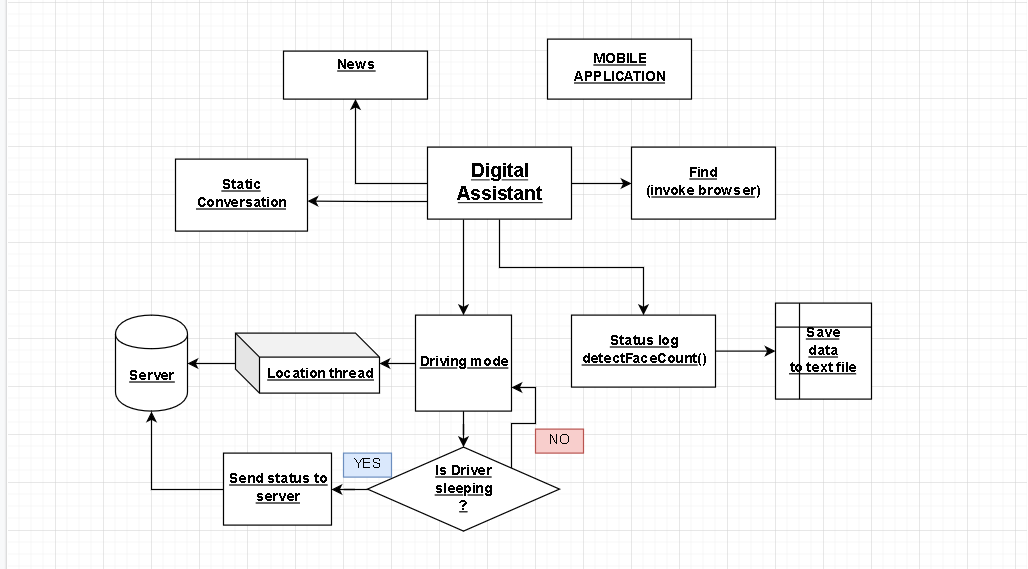 News
MOBILE
APPLICATION
Digital
Assistant
Static
Conversation
Find
(invoke browser)
Server
Location thread
Driving mode
Status log
detectFaceCount()
Save
data
to text file
NO
YES
Is Driver
sleeping
?
Send status to
server